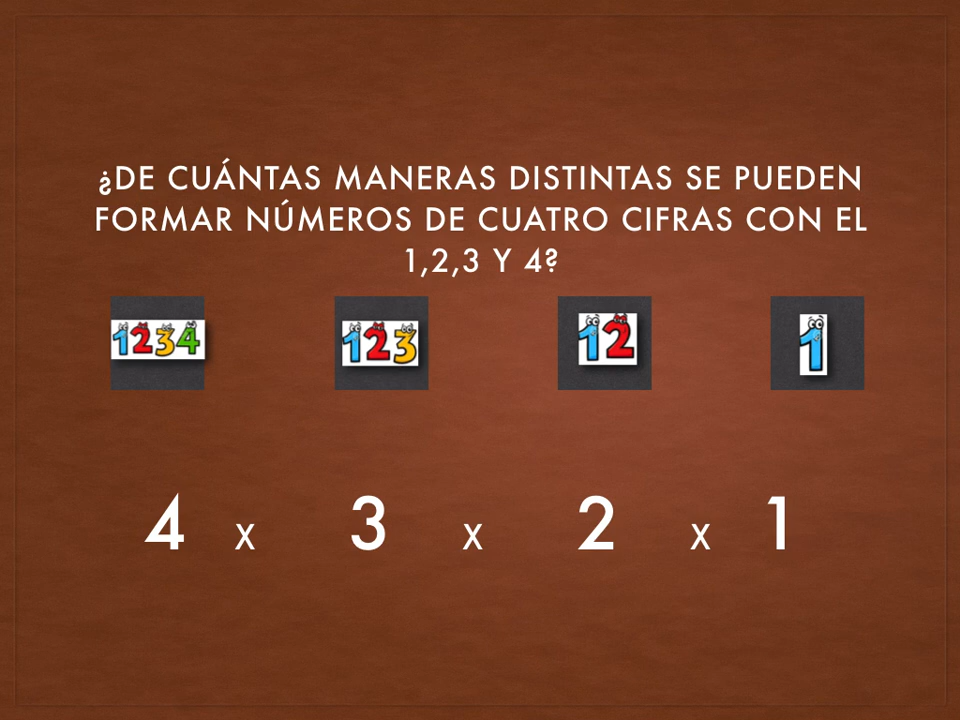 ¿DE CUÁNTAS MANERAS DISTINTAS SE PUEDEN
FORMAR NÚMEROS DE CUATRO CIFRAS CON EL
1,2,3 Y 4?
1234 123 12 1
4 x 3 x 2 x 1